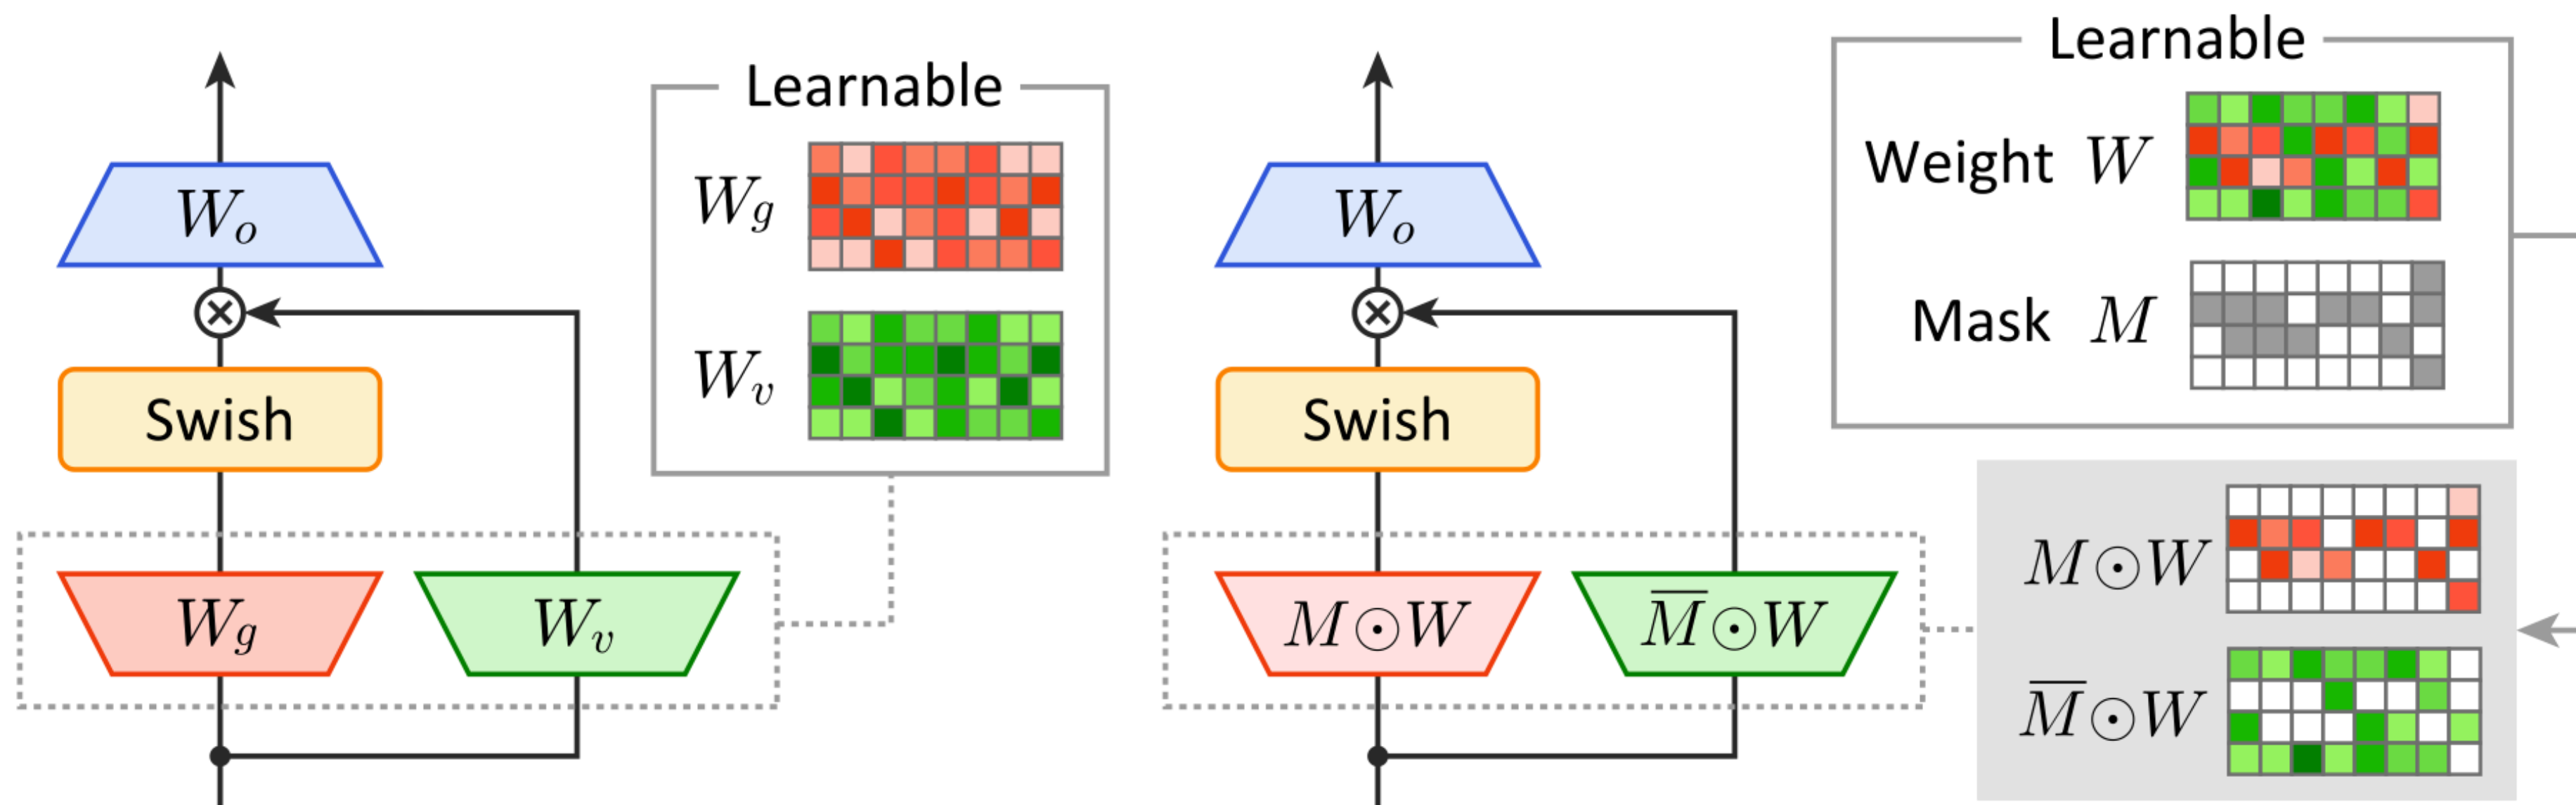 Learnable
W_g
W_v
W_o
Swish
W_g
W_v
Learnable
Weight W
Mask M
W_o
Swish
M⊙W
M̅⊙W
M⊙W
M̅⊙W